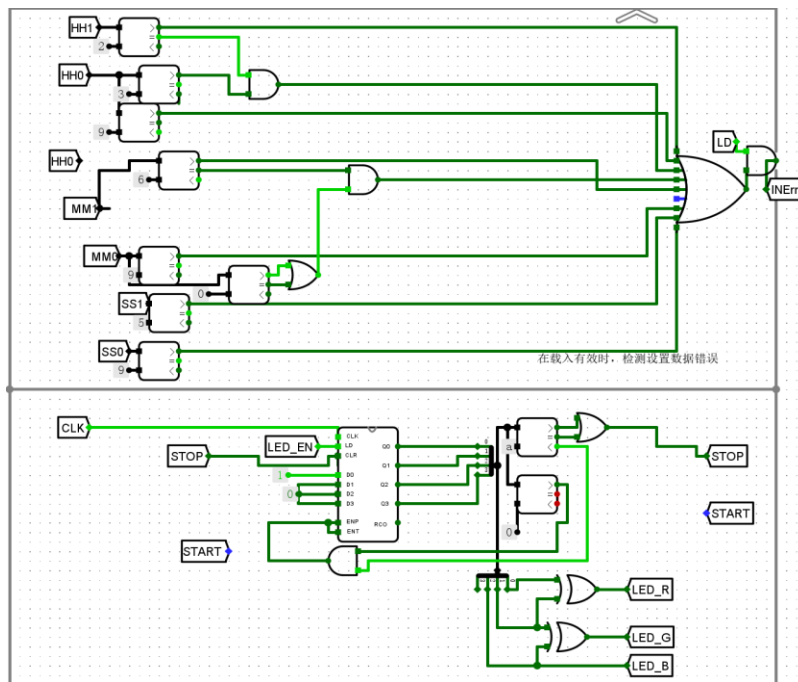 HH1
>
=
<
2
HH0
>
=
<
3
>
=
<
9
LD
HH0
>
=
<
6
MM1
INErr
MM0
>
=
<
9
>
=
<
0
SS1
>
=
<
5
SS0
>
=
<
9
在载入有效时，检测设置数据错误
CLK
STOP
LED_EN
CLK
LD
CLR
D0
D1
D2
D3
ENP
ENT
Q0
Q1
Q2
Q3
RCO
1
0
a
>
=
<
>
=
<
0
STOP
START
START
LED_R
LED_G
LED_B